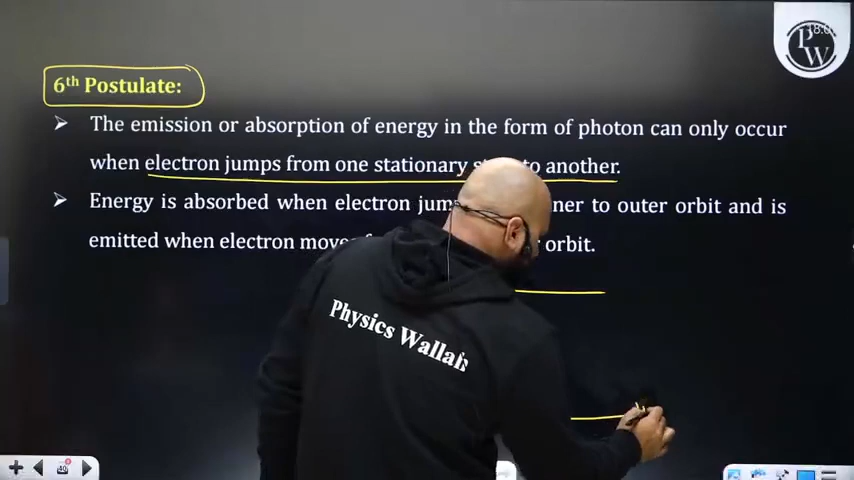 18:0
PW
6th Postulate:
➤ The emission or absorption of energy in the form of photon can only occur
when electron jumps from one stationary to another.
➤ Energy is absorbed when electron to outer orbit and is
emitted when electron orbit.
Physics Wallah